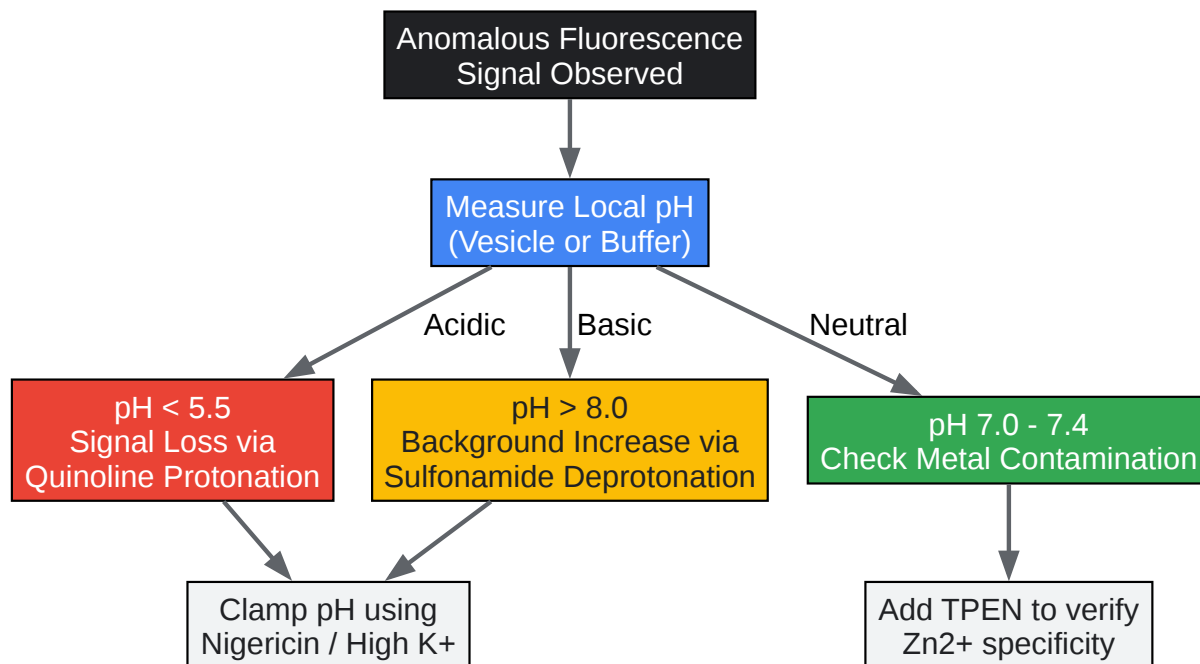 Anomalous Fluorescence
Signal Observed
Measure Local pH
(Vesicle or Buffer)
Acidic
Basic
Neutral
pH < 5.5
Signal Loss via
Quinoline Protonation
pH > 8.0
Background Increase via
Sulfonamide Deprotonation
pH 7.0 - 7.4
Check Metal Contamination
Clamp pH using
Nigericin / High K+
Add TPEN to verify
Zn2+ specificity